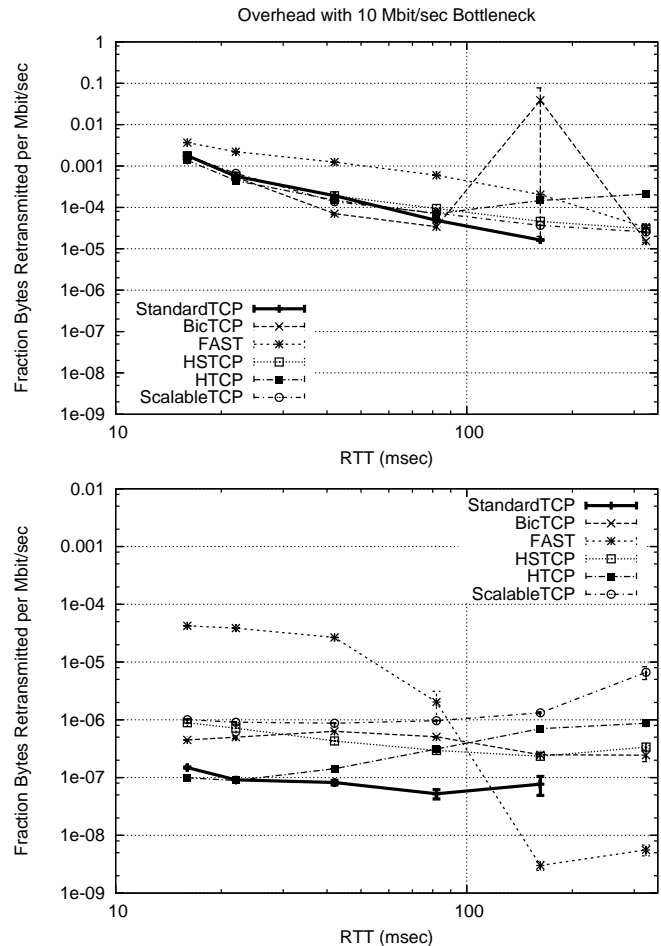 Overhead with 10 Mbit/sec Bottleneck
Fraction Bytes Retransmitted per Mbit/sec
1
0.1
0.01
0.001
1e-04
1e-05
1e-06
1e-07
1e-08
1e-09
StandardTCP
BicTCP
FAST
HSTCP
HTCP
ScalableTCP
10
100
RTT (msec)
Fraction Bytes Retransmitted per Mbit/sec
0.01
0.001
1e-04
1e-05
1e-06
1e-07
1e-08
1e-09
StandardTCP
BicTCP
FAST
HSTCP
HTCP
ScalableTCP
10
100
RTT (msec)